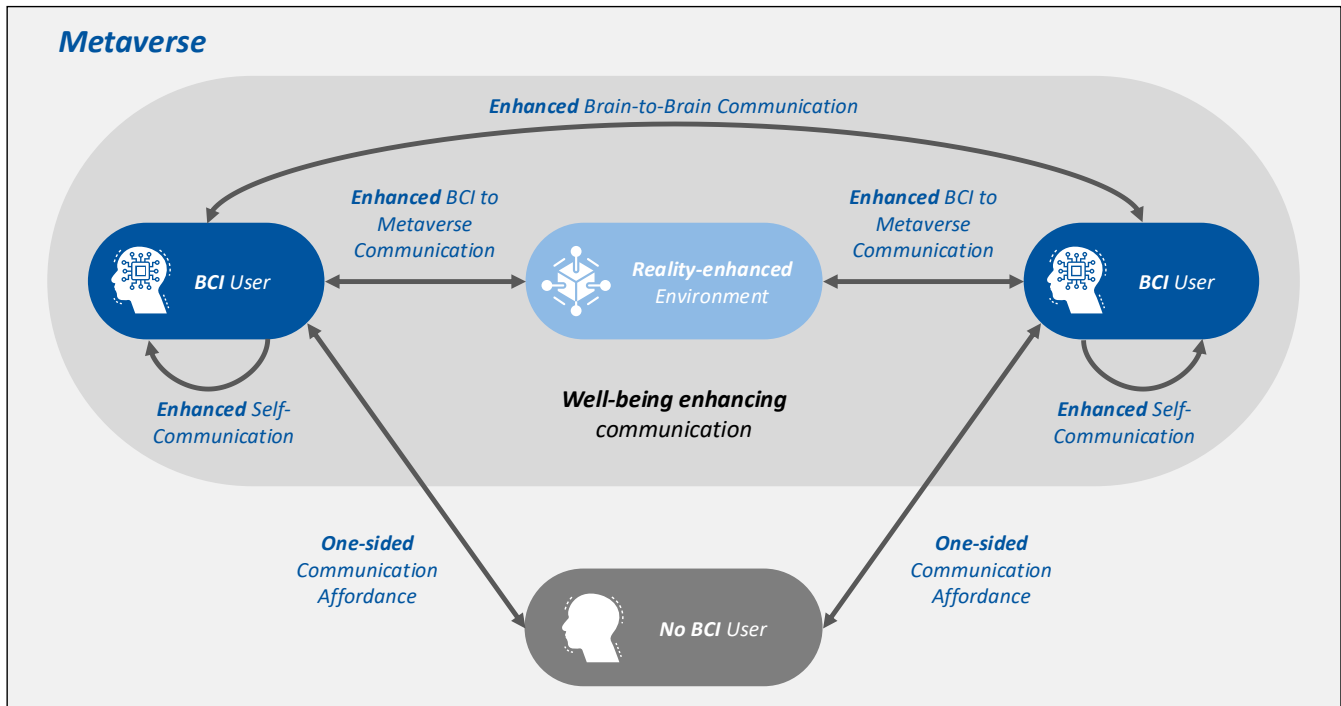 Metaverse
Enhanced Brain-to-Brain Communication
Enhanced BCI to
Metaverse
Communication
Enhanced BCI to
Metaverse
Communication
BCI User
Reality-enhanced
Environment
BCI User
Enhanced Self-
Communication
Well-being enhancing
communication
Enhanced Self-
Communication
One-sided
Communication
Affordance
One-sided
Communication
Affordance
No BCI User